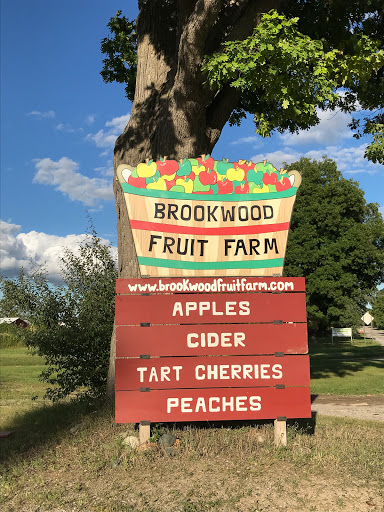 BROOKWOOD
FRUIT FARM
www.brookwoodfruitfarm.com
APPLES
CIDER
TART CHERRIES
PEACHES